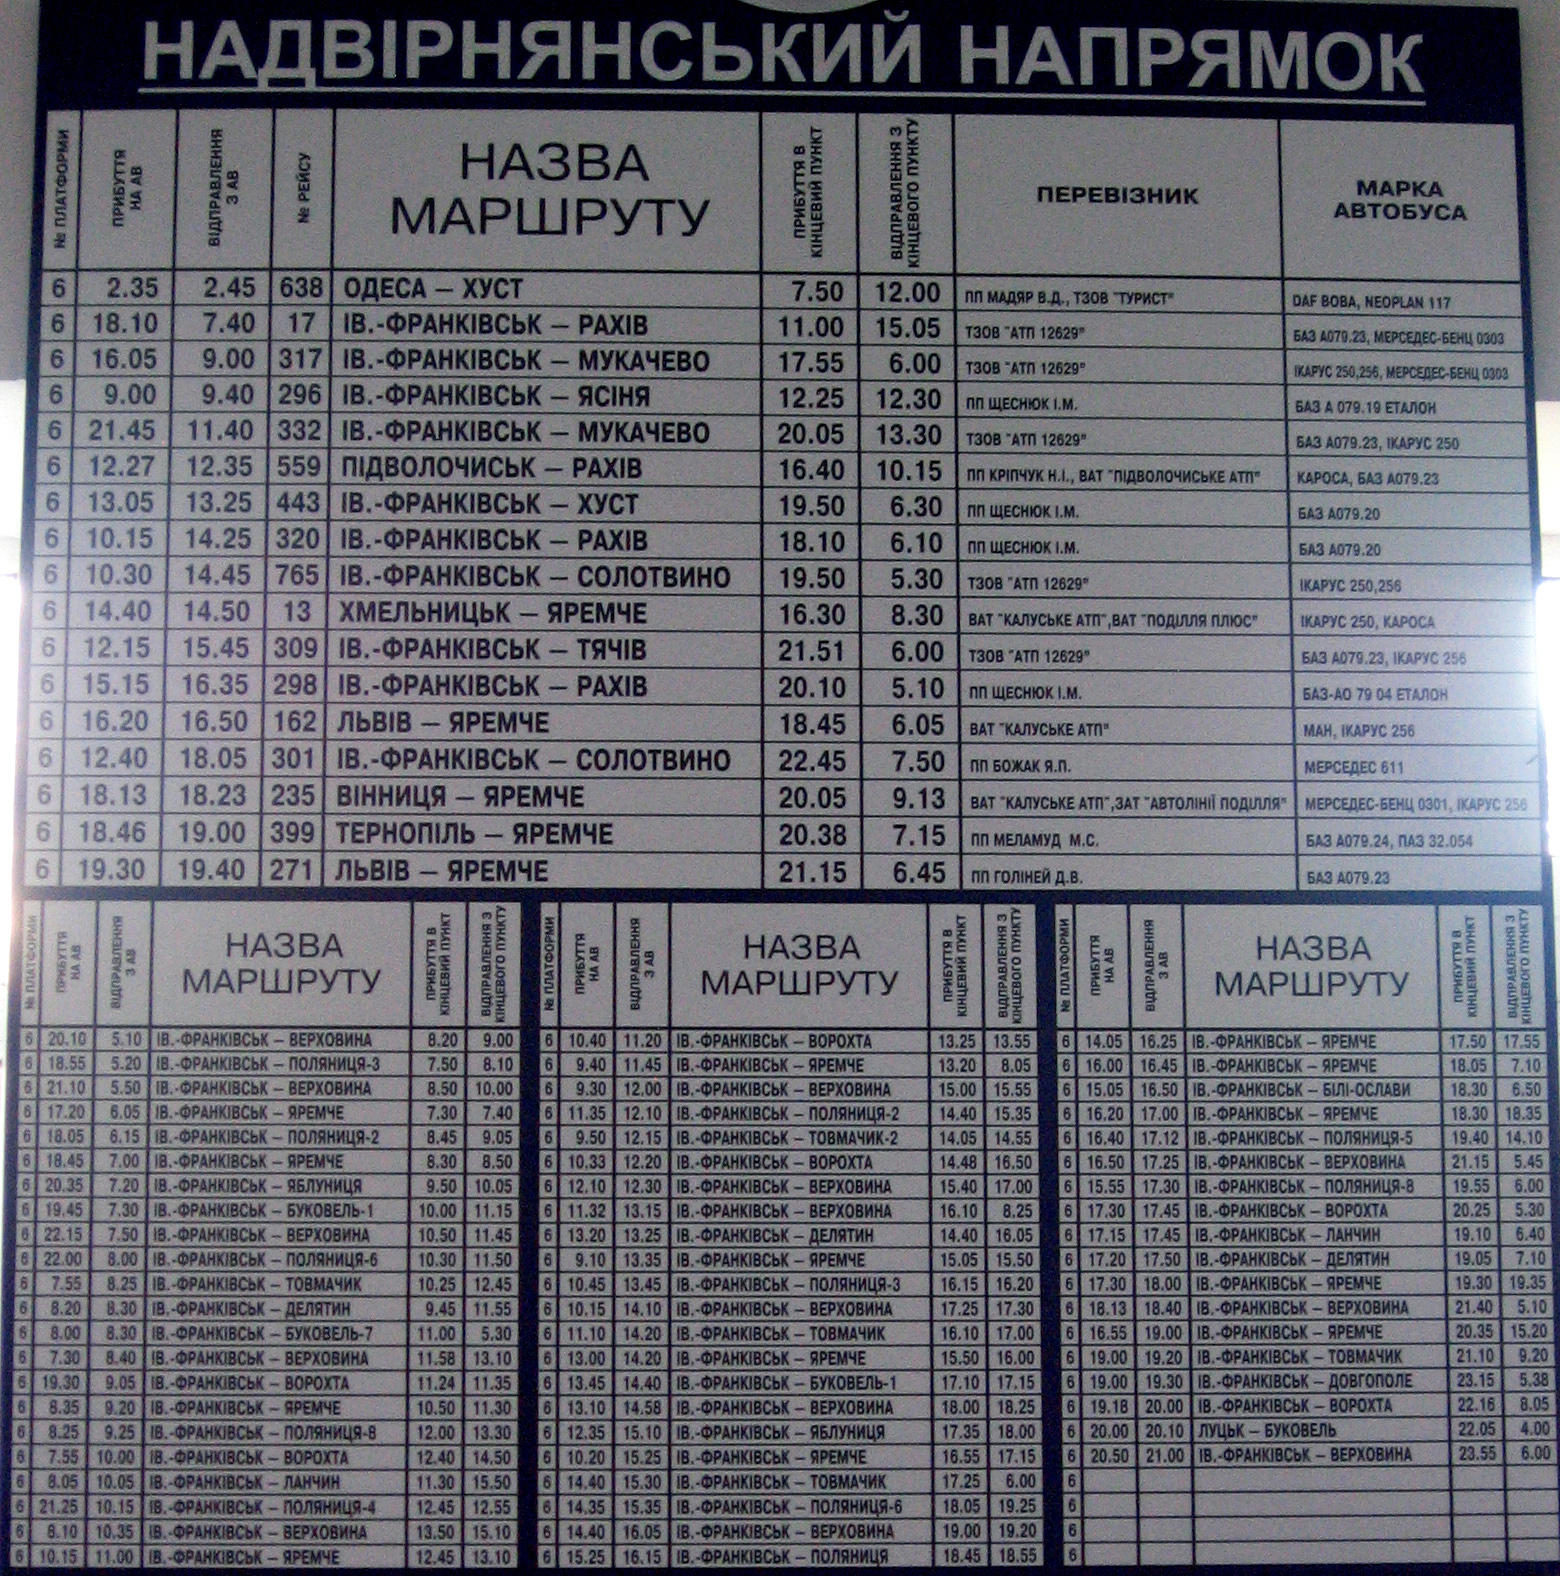 НАДВІРНЯНСЬКИЙ НАПРЯМОК
№ ПЛАТФОРМИ ПРИБУТТЯ НА АВ ВІДПРАВЛЕННЯ З АВ № РЕЙСУ НАЗВА МАРШРУТУ ПРИБУТТЯ В КІНЦЕВИЙ ПУНКТ ВІДПРАВЛЕННЯ З КІНЦЕВОГО ПУНКТУ ПЕРЕВІЗНИК МАРКА АВТОБУСА
6 2.35 2.45 638 ОДЕСА – ХУСТ 7.50 12.00 ПП МАДЯР В.Д., ТЗОВ "ТУРИСТ" DAF BOBA, NEOPLAN 117
6 18.10 7.40 17 ІВ.-ФРАНКІВСЬК – РАХІВ 11.00 15.05 ТЗОВ "АТП 12629" БАЗ А079.23, МЕРСЕДЕС-БЕНЦ 0303
6 16.05 9.00 317 ІВ.-ФРАНКІВСЬК – МУКАЧЕВО 17.55 6.00 ТЗОВ "АТП 12629" ІКАРУС 250,256, МЕРСЕДЕС-БЕНЦ 0303
6 9.00 9.40 296 ІВ.-ФРАНКІВСЬК – ЯСІНЯ 12.25 12.30 ПП ЩЕСНЮК І.М. БАЗ А 079.19 ЕТАЛОН
6 21.45 11.40 332 ІВ.-ФРАНКІВСЬК – МУКАЧЕВО 20.05 13.30 ТЗОВ "АТП 12629" БАЗ А079.23, ІКАРУС 250
6 12.27 12.35 559 ПІДВОЛОЧИСЬК – РАХІВ 16.40 10.15 ПП КРІПЧУК Н.І., ВАТ "ПІДВОЛОЧИСЬКЕ АТП" КАРОСА, БАЗ А079.23
6 13.05 13.25 443 ІВ.-ФРАНКІВСЬК – ХУСТ 19.50 6.30 ПП ЩЕСНЮК І.М. БАЗ А079.20
6 10.15 14.25 320 ІВ.-ФРАНКІВСЬК – РАХІВ 18.10 6.10 ПП ЩЕСНЮК І.М. БАЗ А079.20
6 10.30 14.45 765 ІВ.-ФРАНКІВСЬК – СОЛОТВИНО 19.50 5.30 ТЗОВ "АТП 12629" ІКАРУС 250,256
6 14.40 14.50 13 ХМЕЛЬНИЦЬК – ЯРЕМЧЕ 16.30 8.30 ВАТ "КАЛУСЬКЕ АТП",ВАТ "ПОДІЛЛЯ ПЛЮС" ІКАРУС 250, КАРОСА
6 12.15 15.45 309 ІВ.-ФРАНКІВСЬК – ТЯЧІВ 21.51 6.00 ТЗОВ "АТП 12629" БАЗ А079.23, ІКАРУС 256
6 15.15 16.35 298 ІВ.-ФРАНКІВСЬК – РАХІВ 20.10 5.10 ПП ЩЕСНЮК І.М. БАЗ-АО 79 04 ЕТАЛОН
6 16.20 16.50 162 ЛЬВІВ – ЯРЕМЧЕ 18.45 6.05 ВАТ "КАЛУСЬКЕ АТП" МАН, ІКАРУС 256
6 12.40 18.05 301 ІВ.-ФРАНКІВСЬК – СОЛОТВИНО 22.45 7.50 ПП БОЖАК Я.П. МЕРСЕДЕС 611
6 18.13 18.23 235 ВІННИЦЯ – ЯРЕМЧЕ 20.05 9.13 ВАТ "КАЛУСЬКЕ АТП",ЗАТ "АВТОЛІНІЇ ПОДІЛЛЯ" МЕРСЕДЕС-БЕНЦ 0301, ІКАРУС 256
6 18.46 19.00 399 ТЕРНОПІЛЬ – ЯРЕМЧЕ 20.38 7.15 ПП МЕЛАМУД М.С. БАЗ А079.24, ПАЗ 32.054
6 19.30 19.40 271 ЛЬВІВ – ЯРЕМЧЕ 21.15 6.45 ПП ГОЛІНЕЙ Д.В. БАЗ А079.23
№ ПЛАТФОРМИ ПРИБУТТЯ НА АВ ВІДПРАВЛЕННЯ З АВ НАЗВА МАРШРУТУ ПРИБУТТЯ В КІНЦЕВИЙ ПУНКТ ВІДПРАВЛЕННЯ З КІНЦЕВОГО ПУНКТУ
6 20.10 5.10 ІВ.-ФРАНКІВСЬК – ВЕРХОВИНА 8.20 9.00
6 18.55 5.20 ІВ.-ФРАНКІВСЬК – ПОЛЯНИЦЯ-3 7.50 8.10
6 21.10 5.50 ІВ.-ФРАНКІВСЬК – ВЕРХОВИНА 8.50 10.00
6 17.20 6.05 ІВ.-ФРАНКІВСЬК – ЯРЕМЧЕ 7.30 7.40
6 18.05 6.15 ІВ.-ФРАНКІВСЬК – ПОЛЯНИЦЯ-2 8.45 9.05
6 18.45 7.00 ІВ.-ФРАНКІВСЬК – ЯРЕМЧЕ 8.30 8.50
6 20.35 7.20 ІВ.-ФРАНКІВСЬК – ЯБЛУНИЦЯ 9.50 10.05
6 19.45 7.30 ІВ.-ФРАНКІВСЬК – БУКОВЕЛЬ-1 10.00 11.15
6 22.15 7.50 ІВ.-ФРАНКІВСЬК – ВЕРХОВИНА 10.50 11.45
6 22.00 8.00 ІВ.-ФРАНКІВСЬК – ПОЛЯНИЦЯ-6 10.30 11.50
6 7.55 8.25 ІВ.-ФРАНКІВСЬК – ТОВМАЧИК 10.25 12.45
6 8.20 8.30 ІВ.-ФРАНКІВСЬК – ДЕЛЯТИН 9.45 11.55
6 8.00 8.30 ІВ.-ФРАНКІВСЬК – БУКОВЕЛЬ-7 11.00 5.30
6 7.30 8.40 ІВ.-ФРАНКІВСЬК – ВЕРХОВИНА 11.58 13.10
6 19.30 9.05 ІВ.-ФРАНКІВСЬК – ВОРОХТА 11.24 11.35
6 8.35 9.20 ІВ.-ФРАНКІВСЬК – ЯРЕМЧЕ 10.50 11.30
6 8.25 9.25 ІВ.-ФРАНКІВСЬК – ПОЛЯНИЦЯ-8 12.00 13.30
6 7.55 10.00 ІВ.-ФРАНКІВСЬК – ВОРОХТА 12.40 14.50
6 8.05 10.05 ІВ.-ФРАНКІВСЬК – ЛАНЧИН 11.30 15.50
6 21.25 10.15 ІВ.-ФРАНКІВСЬК – ПОЛЯНИЦЯ-4 12.45 12.55
6 8.10 10.35 ІВ.-ФРАНКІВСЬК – ВЕРХОВИНА 13.50 15.10
6 10.15 11.00 ІВ.-ФРАНКІВСЬК – ЯРЕМЧЕ 12.45 13.10
№ ПЛАТФОРМИ ПРИБУТТЯ НА АВ ВІДПРАВЛЕННЯ З АВ НАЗВА МАРШРУТУ ПРИБУТТЯ В КІНЦЕВИЙ ПУНКТ ВІДПРАВЛЕННЯ З КІНЦЕВОГО ПУНКТУ
6 10.40 11.20 ІВ.-ФРАНКІВСЬК – ВОРОХТА 13.25 13.55
6 9.40 11.45 ІВ.-ФРАНКІВСЬК – ЯРЕМЧЕ 13.20 8.05
6 9.30 12.00 ІВ.-ФРАНКІВСЬК – ВЕРХОВИНА 15.00 15.55
6 11.35 12.10 ІВ.-ФРАНКІВСЬК – ПОЛЯНИЦЯ-2 14.40 15.35
6 9.50 12.15 ІВ.-ФРАНКІВСЬК – ТОВМАЧИК-2 14.05 14.55
6 10.33 12.20 ІВ.-ФРАНКІВСЬК – ВОРОХТА 14.48 16.50
6 12.10 12.30 ІВ.-ФРАНКІВСЬК – ВЕРХОВИНА 15.40 17.00
6 11.32 13.15 ІВ.-ФРАНКІВСЬК – ВЕРХОВИНА 16.10 8.25
6 13.20 13.25 ІВ.-ФРАНКІВСЬК – ДЕЛЯТИН 14.40 16.05
6 9.10 13.35 ІВ.-ФРАНКІВСЬК – ЯРЕМЧЕ 15.05 15.50
6 10.45 13.45 ІВ.-ФРАНКІВСЬК – ПОЛЯНИЦЯ-3 16.15 16.20
6 10.15 14.10 ІВ.-ФРАНКІВСЬК – ВЕРХОВИНА 17.25 17.30
6 11.10 14.20 ІВ.-ФРАНКІВСЬК – ТОВМАЧИК 16.10 17.00
6 13.00 14.20 ІВ.-ФРАНКІВСЬК – ЯРЕМЧЕ 15.50 16.00
6 13.45 14.40 ІВ.-ФРАНКІВСЬК – БУКОВЕЛЬ-1 17.10 17.15
6 13.10 14.58 ІВ.-ФРАНКІВСЬК – ВЕРХОВИНА 18.00 18.25
6 12.35 15.10 ІВ.-ФРАНКІВСЬК – ЯБЛУНИЦЯ 17.35 18.00
6 10.20 15.25 ІВ.-ФРАНКІВСЬК – ЯРЕМЧЕ 16.55 17.15
6 14.40 15.30 ІВ.-ФРАНКІВСЬК – ТОВМАЧИК 17.25 6.00
6 14.35 15.35 ІВ.-ФРАНКІВСЬК – ПОЛЯНИЦЯ-6 18.05 19.25
6 14.40 16.05 ІВ.-ФРАНКІВСЬК – ВЕРХОВИНА 19.00 19.20
6 15.25 16.15 ІВ.-ФРАНКІВСЬК – ПОЛЯНИЦЯ 18.45 18.55
№ ПЛАТФОРМИ ПРИБУТТЯ НА АВ ВІДПРАВЛЕННЯ З АВ НАЗВА МАРШРУТУ ПРИБУТТЯ В КІНЦЕВИЙ ПУНКТ ВІДПРАВЛЕННЯ З КІНЦЕВОГО ПУНКТУ
6 14.05 16.25 ІВ.-ФРАНКІВСЬК – ЯРЕМЧЕ 17.50 17.55
6 16.00 16.45 ІВ.-ФРАНКІВСЬК – ЯРЕМЧЕ 18.05 7.10
6 15.05 16.50 ІВ.-ФРАНКІВСЬК – БІЛІ-ОСЛАВИ 18.30 6.50
6 16.20 17.00 ІВ.-ФРАНКІВСЬК – ЯРЕМЧЕ 18.30 18.35
6 16.40 17.12 ІВ.-ФРАНКІВСЬК – ПОЛЯНИЦЯ-5 19.40 14.10
6 16.50 17.25 ІВ.-ФРАНКІВСЬК – ВЕРХОВИНА 21.15 5.45
6 15.55 17.30 ІВ.-ФРАНКІВСЬК – ПОЛЯНИЦЯ-8 19.55 6.00
6 17.30 17.45 ІВ.-ФРАНКІВСЬК – ВОРОХТА 20.25 5.30
6 17.15 17.45 ІВ.-ФРАНКІВСЬК – ЛАНЧИН 19.10 6.40
6 17.20 17.50 ІВ.-ФРАНКІВСЬК – ДЕЛЯТИН 19.05 7.10
6 17.30 18.00 ІВ.-ФРАНКІВСЬК – ЯРЕМЧЕ 19.30 19.35
6 18.13 18.40 ІВ.-ФРАНКІВСЬК – ВЕРХОВИНА 21.40 5.10
6 16.55 19.00 ІВ.-ФРАНКІВСЬК – ЯРЕМЧЕ 20.35 15.20
6 19.00 19.20 ІВ.-ФРАНКІВСЬК – ТОВМАЧИК 21.10 9.20
6 19.00 19.30 ІВ.-ФРАНКІВСЬК – ДОВГОПОЛЕ 23.15 5.38
6 19.18 20.00 ІВ.-ФРАНКІВСЬК – ВОРОХТА 22.16 8.05
6 20.00 20.10 ЛУЦЬК – БУКОВЕЛЬ 22.05 4.00
6 20.50 21.00 ІВ.-ФРАНКІВСЬК – ВЕРХОВИНА 23.55 6.00
6
6
6
6